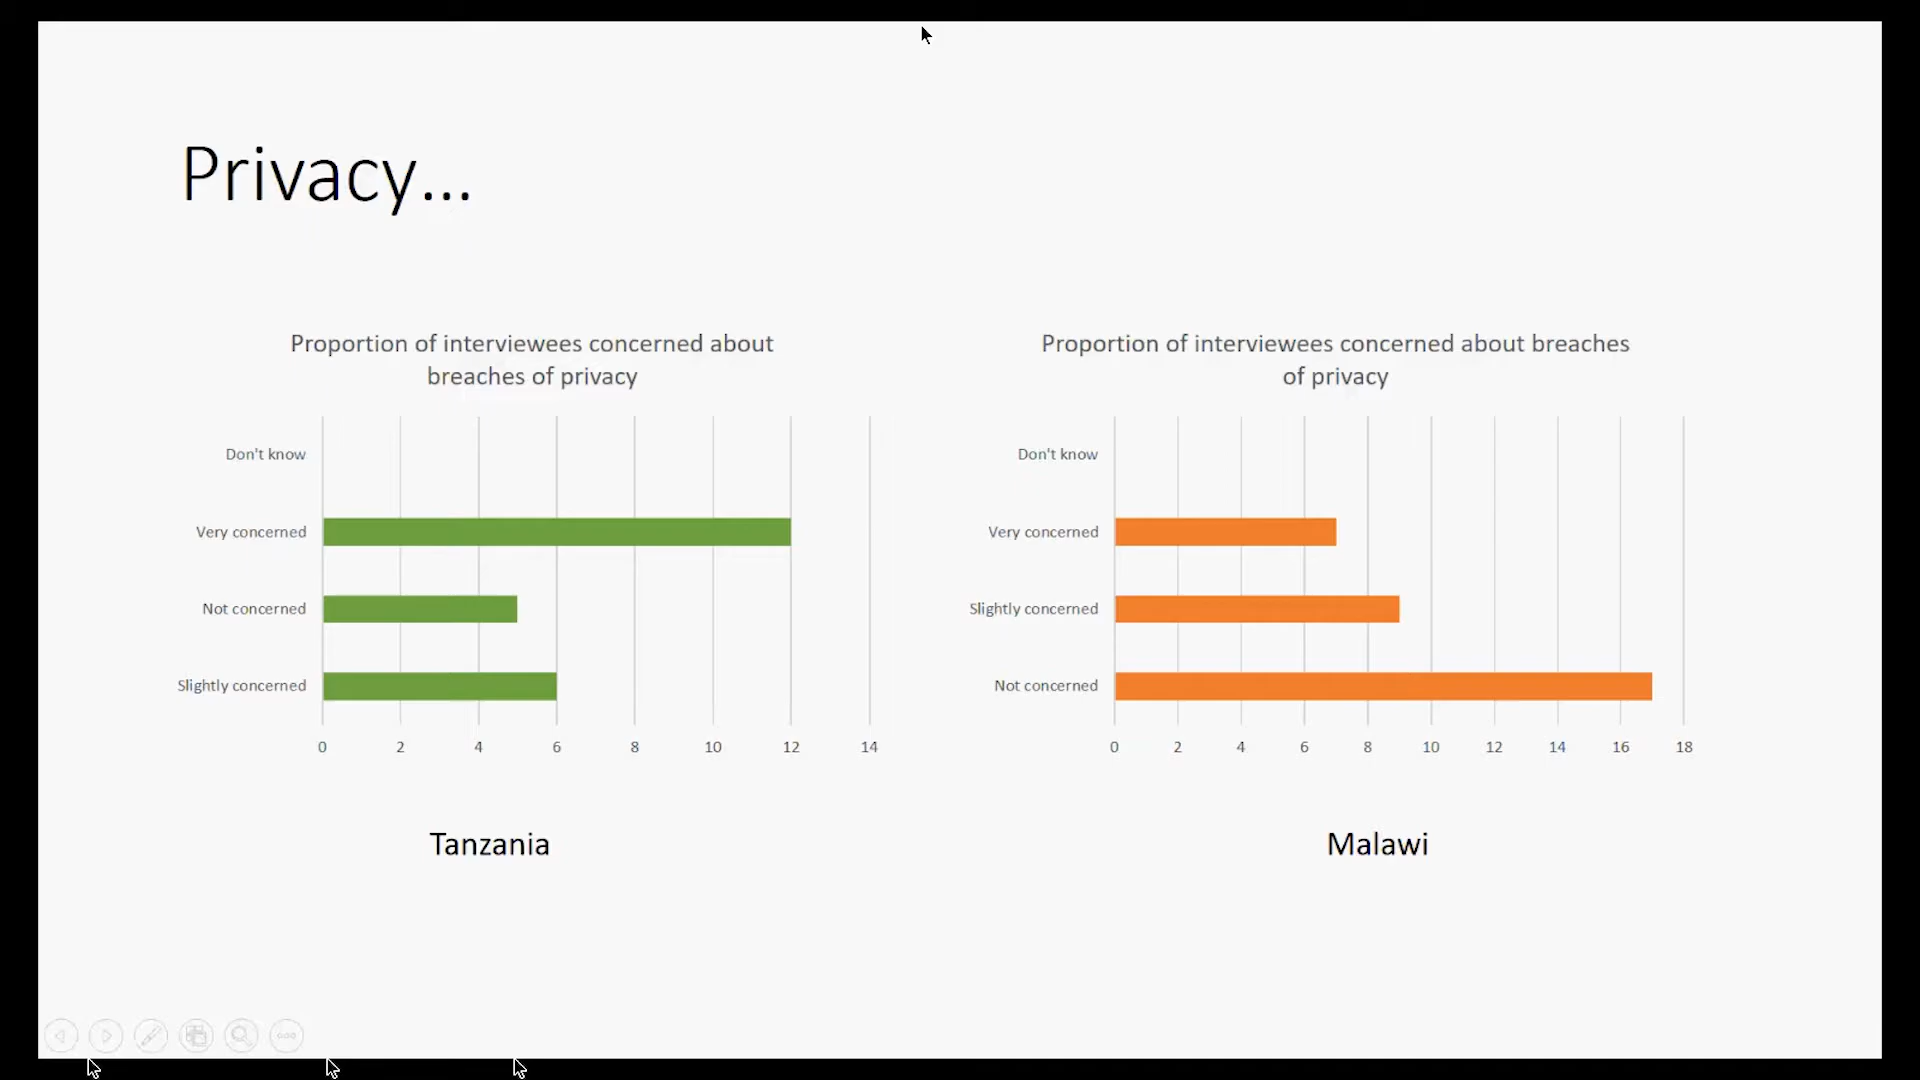 Privacy...
Proportion of interviewees concerned about
breaches of privacy
Don't know
Very concerned
Not concerned
Slightly concerned
0 2 4 6 8 10 12 14
Tanzania
Proportion of interviewees concerned about breaches
of privacy
Don't know
Very concerned
Slightly concerned
Not concerned
0 2 4 6 8 10 12 14 16 18
Malawi